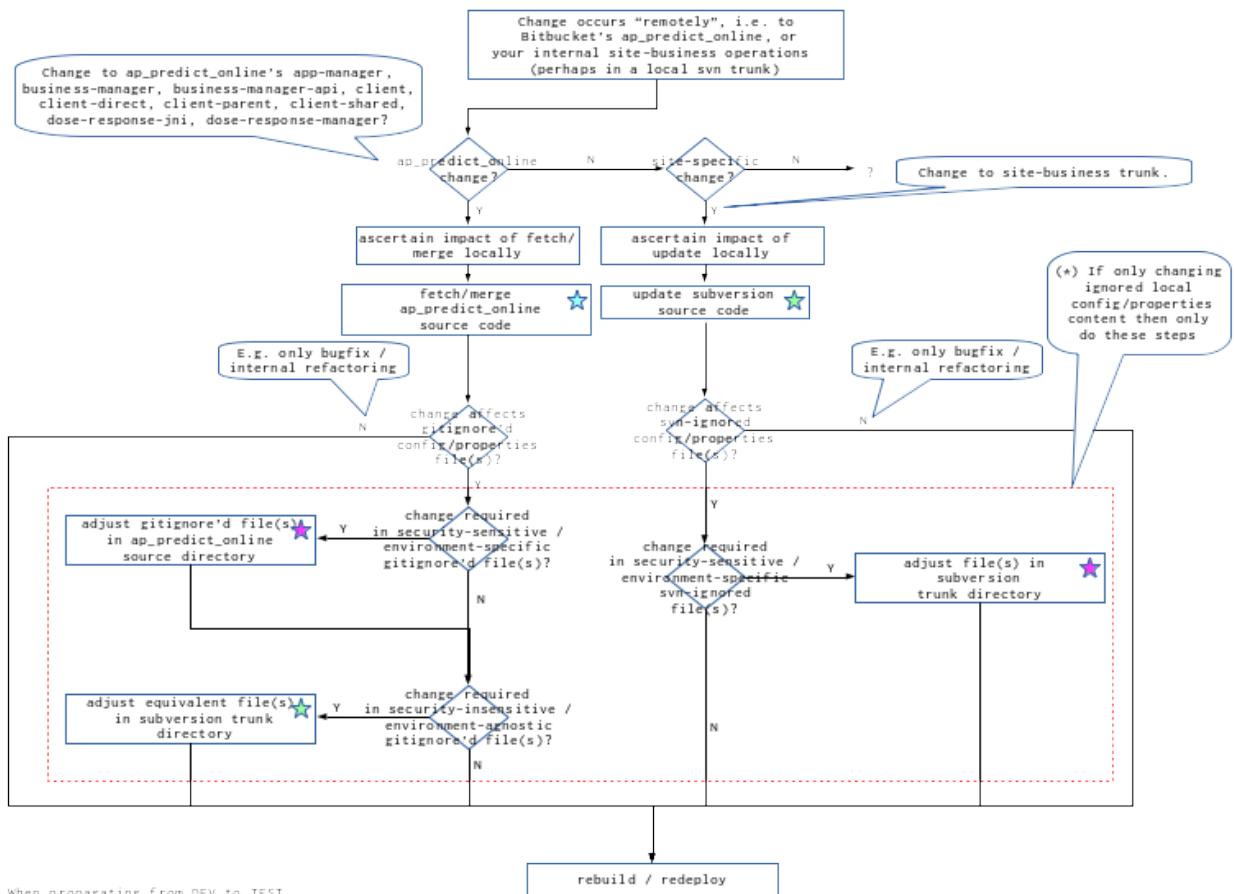 Change occurs “remotely”, i.e. to
Bitbucket's ap_predict_online, or
your internal site-business operations
(perhaps in a local svn trunk)
Change to ap_predict_online's app-manager,
business-manager, business-manager-api, client,
client-direct, client-parent, client-shared,
dose-response-jni, dose-response-manager?
ap_predict_online
change?
N
site-specific
change?
N
?
Change to site-business trunk.
Y
Y
ascertain impact of fetch/
merge locally
ascertain impact of
update locally
(*) If only changing
ignored local
config/properties
content then only
do these steps
fetch/merge
ap_predict_online
source code
update subversion
source code
E.g. only bugfix /
internal refactoring
E.g. only bugfix /
internal refactoring
N
change affects
gitignore'd
config/properties
file(s)?
change affects
svn-ignored
config/properties
file(s)?
N
Y
Y
adjust gitignore'd file(s)
in ap_predict_online
source directory
Y
change required
in security-sensitive /
environment-specific
gitignore'd file(s)?
change required
in security-sensitive /
environment-specific
svn-ignored
file(s)?
Y
adjust file(s) in
subversion
trunk directory
N
adjust equivalent file(s)
in subversion trunk
directory
Y
change required
in security-insensitive /
environment-agnostic
gitignore'd file(s)?
N
N
rebuild / redeploy
When propagating from DEV to TEST